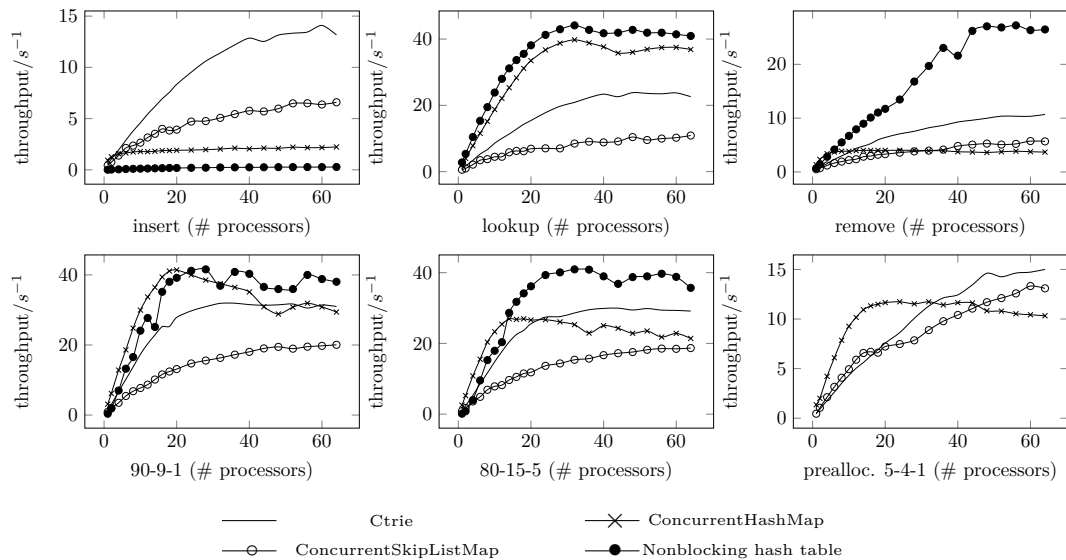 15
10
5
0
0 20 40 60
throughput/s⁻¹
insert (# processors)
40
20
0
0 20 40 60
throughput/s⁻¹
lookup (# processors)
30
20
10
0
0 20 40 60
throughput/s⁻¹
remove (# processors)
40
20
0
0 20 40 60
throughput/s⁻¹
90-9-1 (# processors)
40
20
0
0 20 40 60
throughput/s⁻¹
80-15-5 (# processors)
15
10
5
0
0 20 40 60
throughput/s⁻¹
prealloc. 5-4-1 (# processors)
Ctrie
ConcurrentHashMap
ConcurrentSkipListMap
Nonblocking hash table